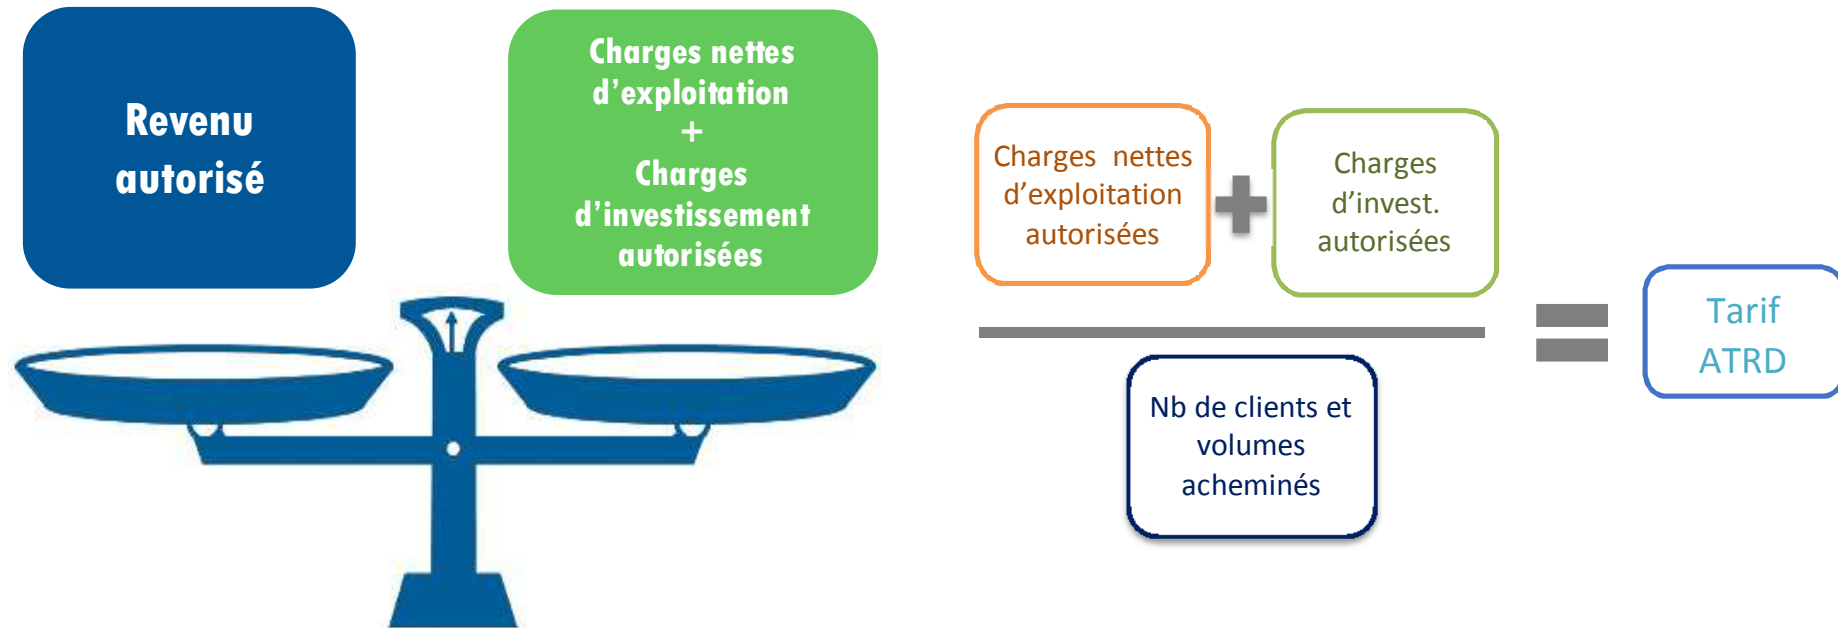 Revenu
autorisé
Charges nettes
d’exploitation
+
Charges
d’investissement
autorisées
Charges nettes
d’exploitation
autorisées
Charges
d’invest.
autorisées
Nb de clients et
volumes
acheminés
Tarif
ATRD